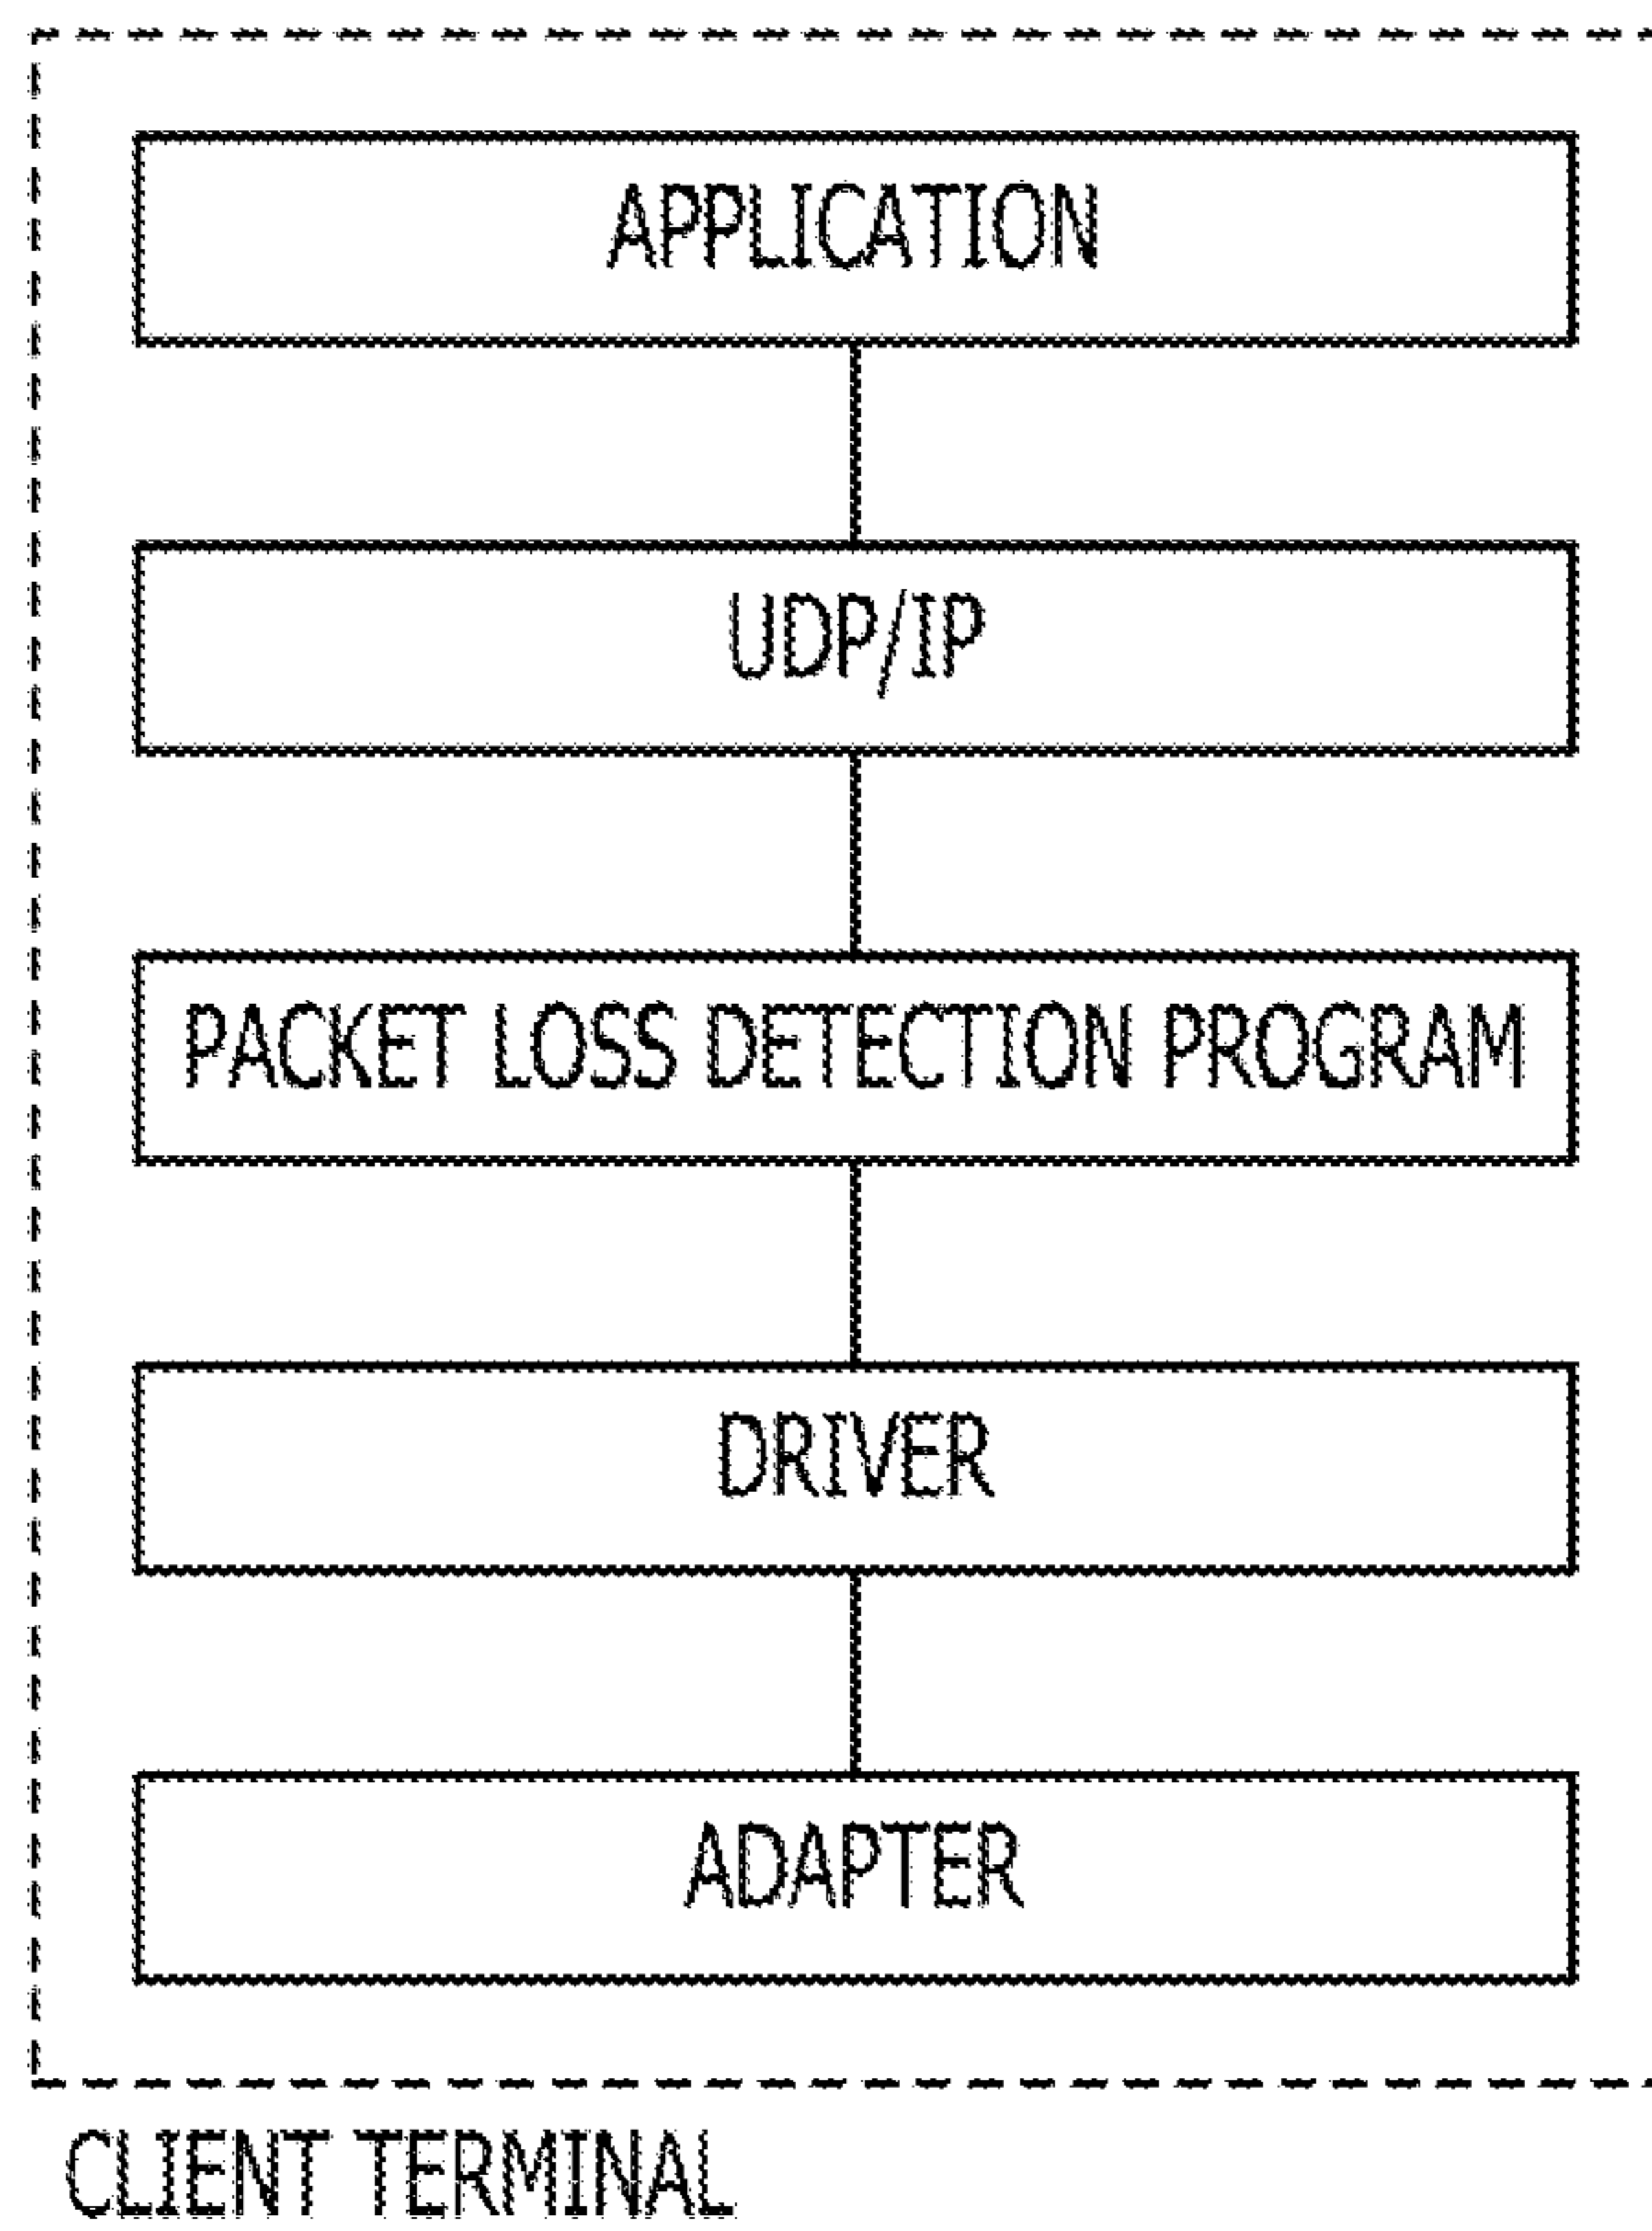 APPLICATION
UDP/IP
PACKET LOSS DETECTION PROGRAM
DRIVER
ADAPTER
CLIENT TERMINAL